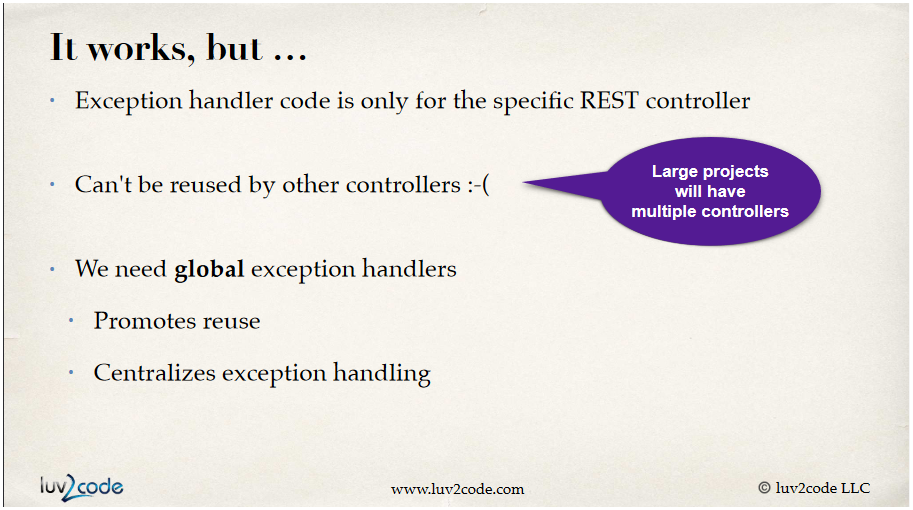 It works, but …
• Exception handler code is only for the specific REST controller
• Can't be reused by other controllers :-(
Large projects
will have
multiple controllers
• We need global exception handlers
• Promotes reuse
• Centralizes exception handling
luv2code
www.luv2code.com
© luv2code LLC